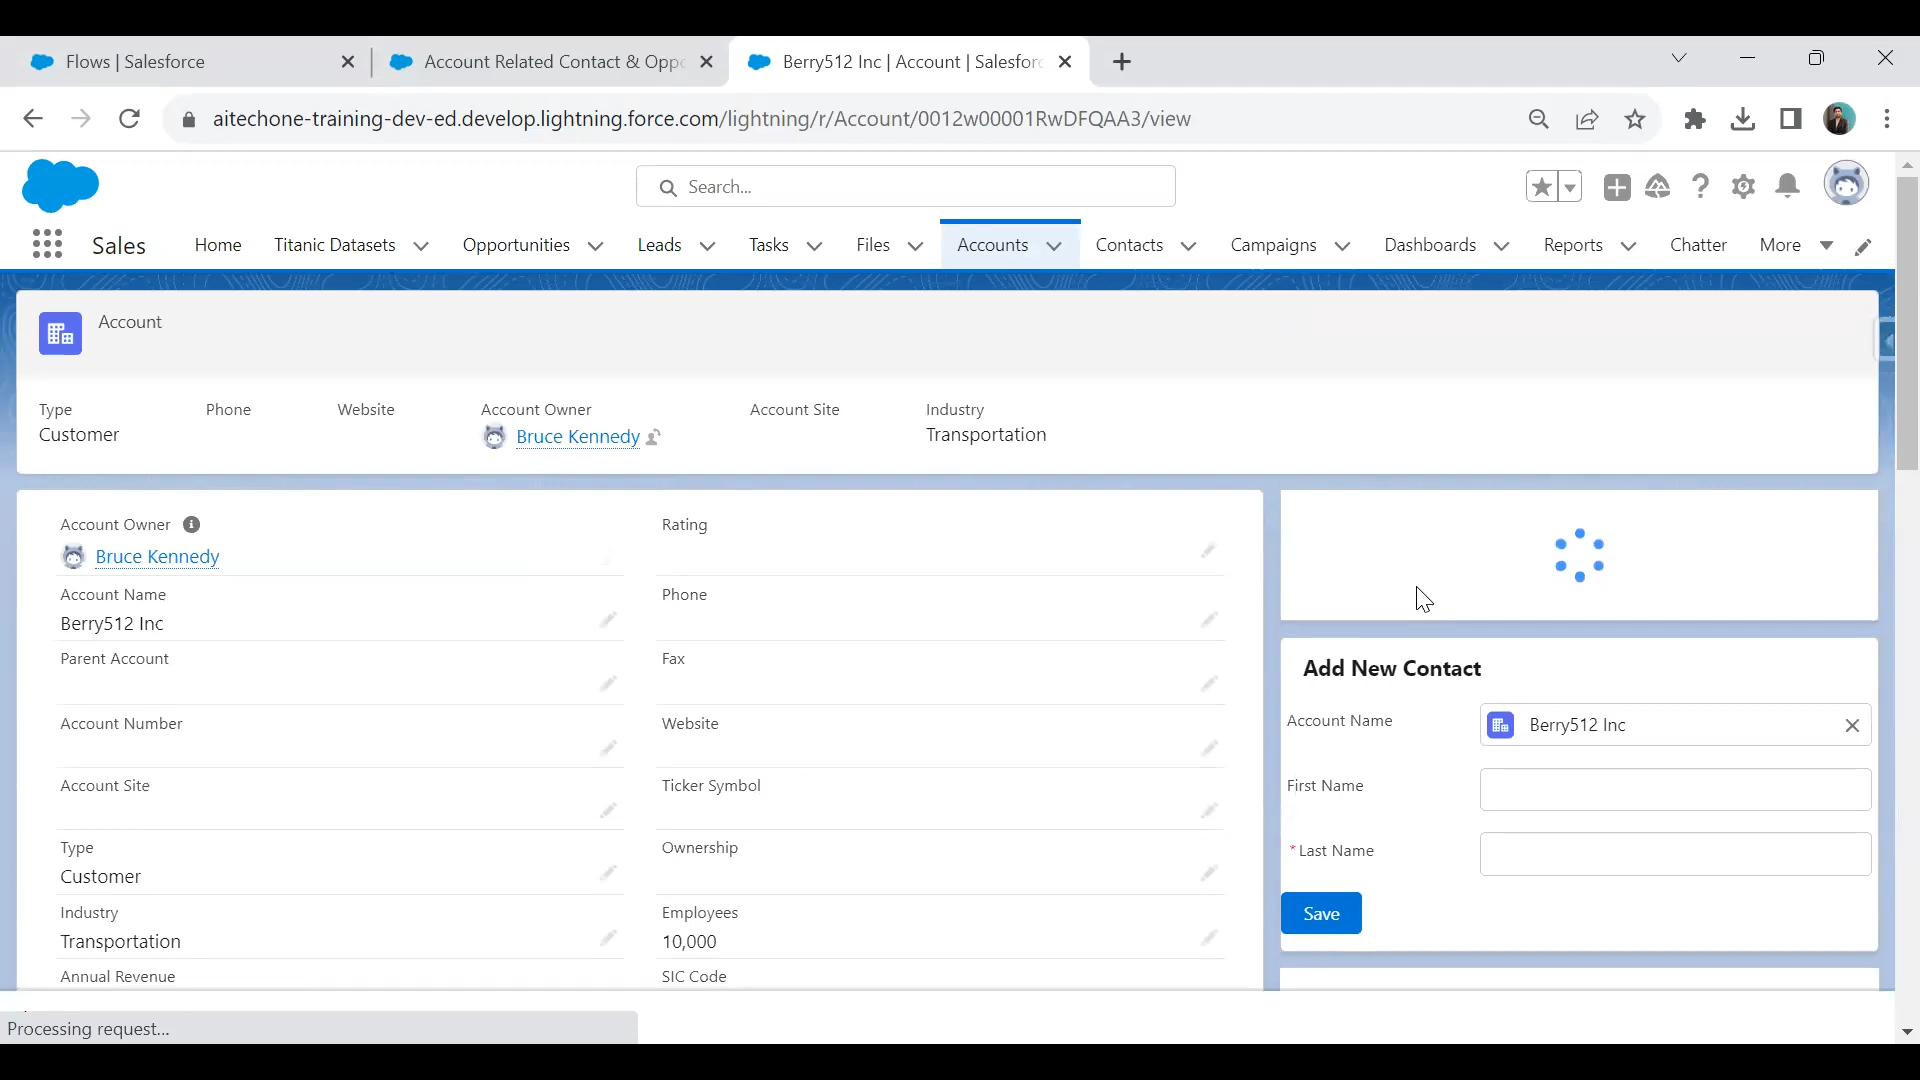 Flows | Salesforce
Account Related Contact & Oppo
Berry512 Inc | Account | Salesforc
aitechone-training-dev-ed.develop.lightning.force.com/lightning/r/Account/0012w00001RwDFQAA3/view
Search...
Sales
Home
Titanic Datasets
Opportunities
Leads
Tasks
Files
Accounts
Contacts
Campaigns
Dashboards
Reports
Chatter
More
Account
Type
Customer
Phone
Website
Account Owner
Bruce Kennedy
Account Site
Industry
Transportation
Account Owner
Bruce Kennedy
Rating
Account Name
Berry512 Inc
Phone
Parent Account
Fax
Account Number
Website
Account Site
Ticker Symbol
Type
Customer
Ownership
Industry
Transportation
Employees
10,000
Annual Revenue
SIC Code
Add New Contact
Account Name
Berry512 Inc
First Name
* Last Name
Save
Processing request...